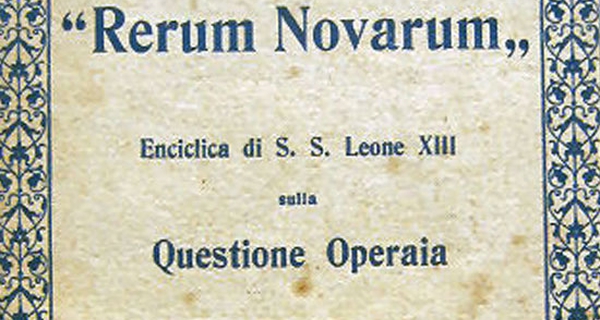 “Rerum Novarum„
Enciclica di S. S. Leone XIII
sulla
Questione Operaia